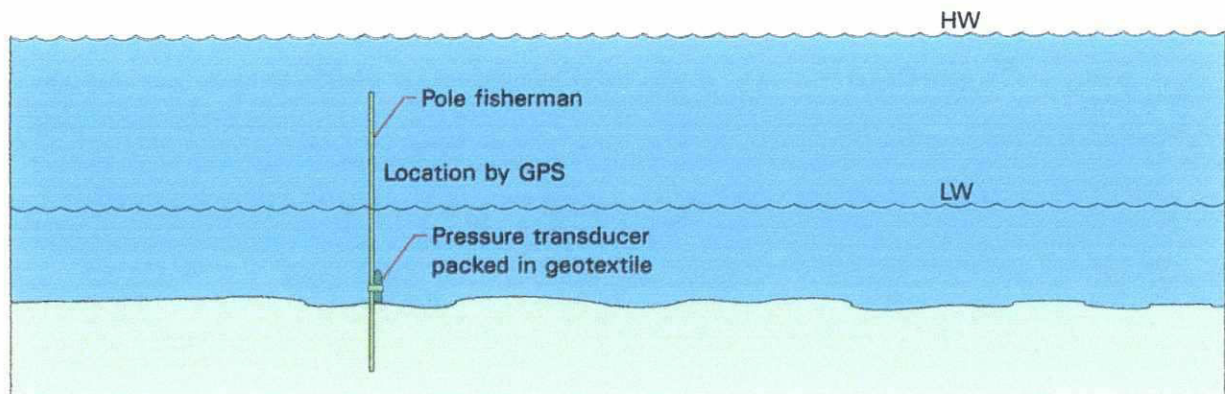 HW
Pole fisherman
Location by GPS
LW
Pressure transducer
packed in geotextile